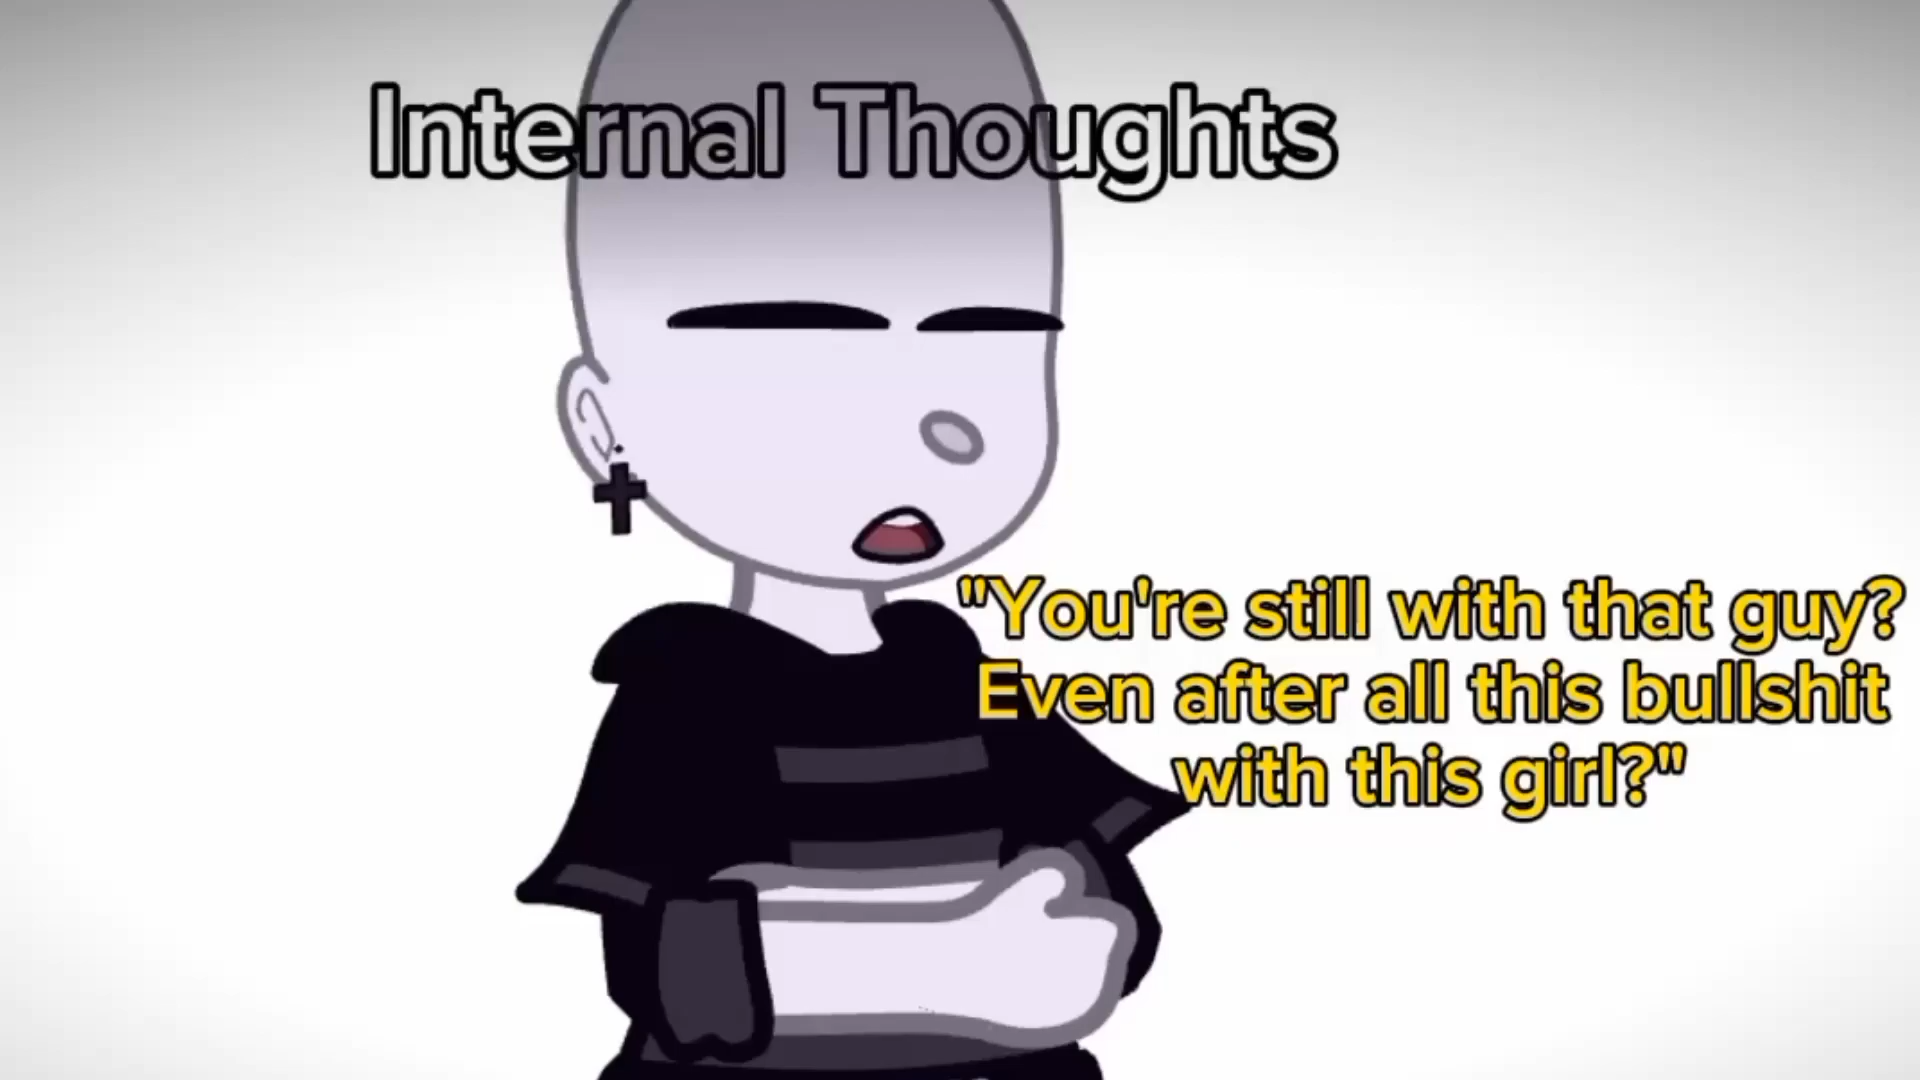 Internal Thoughts
"You're still with that guy?
Even after all this bullshit
with this girl?"